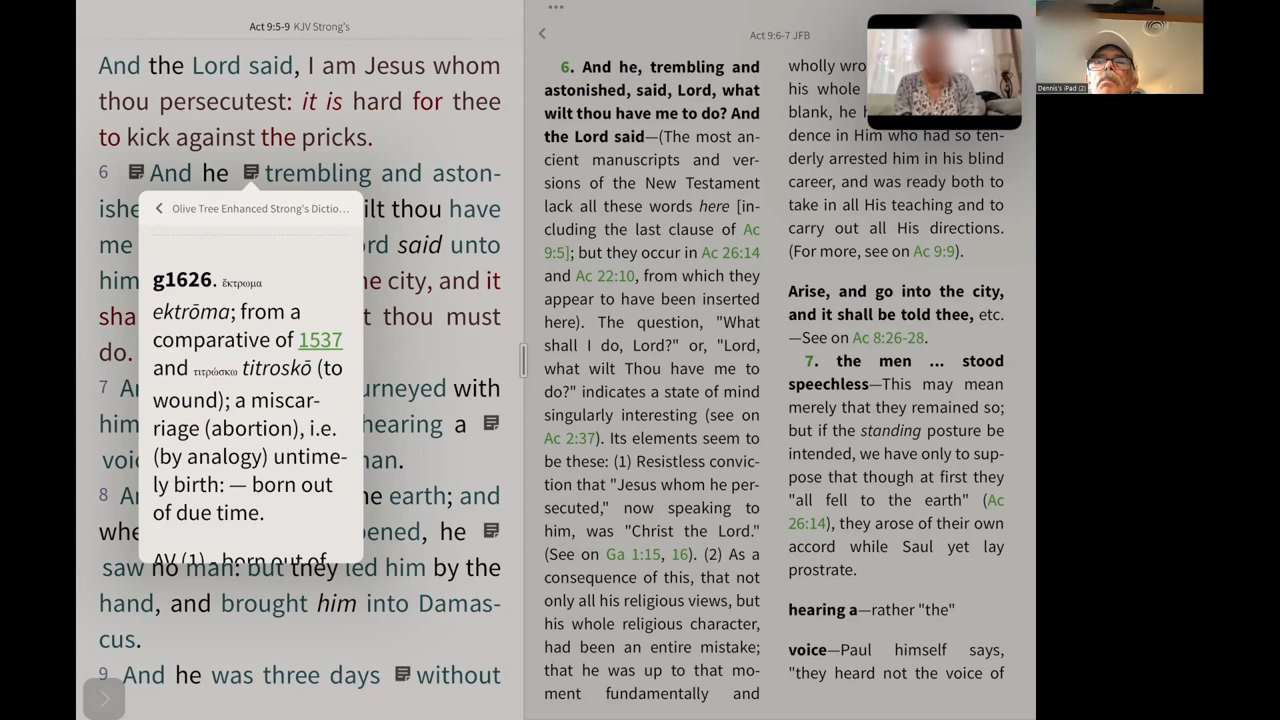 Act 9:5-9 KJV Strong's
And the Lord said, I am Jesus whom
thou persecutest: it is hard for thee
to kick against the pricks.
6 And he trembling and aston-
ishe
ilt thou have
me
rd said unto
him
he city, and it
sha
t thou must
do.
7 An
urneyed with
him
hearing a
voic
man.
8 An
he earth; and
whe
pened, he
saw no man: but they led him by the
hand, and brought him into Damas-
cus.
9 And he was three days without
Olive Tree Enhanced Strong's Dictio...
g1626. ἔκτρωμα
ektrōma; from a
comparative of 1537
and τιτρώσκω titroskō (to
wound); a miscar-
riage (abortion), i.e.
(by analogy) untime-
ly birth: — born out
of due time.
AV (1) - born out of
Act 9:6-7 JFB
6. And he, trembling and
astonished, said, Lord, what
wilt thou have me to do? And
the Lord said—(The most an-
cient manuscripts and ver-
sions of the New Testament
lack all these words here [in-
cluding the last clause of Ac
9:5]; but they occur in Ac 26:14
and Ac 22:10, from which they
appear to have been inserted
here). The question, "What
shall I do, Lord?" or, "Lord,
what wilt Thou have me to
do?" indicates a state of mind
singularly interesting (see on
Ac 2:37). Its elements seem to
be these: (1) Resistless convic-
tion that "Jesus whom he per-
secuted," now speaking to
him, was "Christ the Lord."
(See on Ga 1:15, 16). (2) As a
consequence of this, that not
only all his religious views, but
his whole religious character,
had been an entire mistake;
that he was up to that mo-
ment fundamentally and
wholly wro
his whole
blank, he h
dence in Him who had so ten-
derly arrested him in his blind
career, and was ready both to
take in all His teaching and to
carry out all His directions.
(For more, see on Ac 9:9).
Arise, and go into the city,
and it shall be told thee, etc.
—See on Ac 8:26-28.
7. the men ... stood
speechless—This may mean
merely that they remained so;
but if the standing posture be
intended, we have only to sup-
pose that though at first they
"all fell to the earth" (Ac
26:14), they arose of their own
accord while Saul yet lay
prostrate.
hearing a—rather "the"
voice—Paul himself says,
"they heard not the voice of
Dennis's iPad (2)